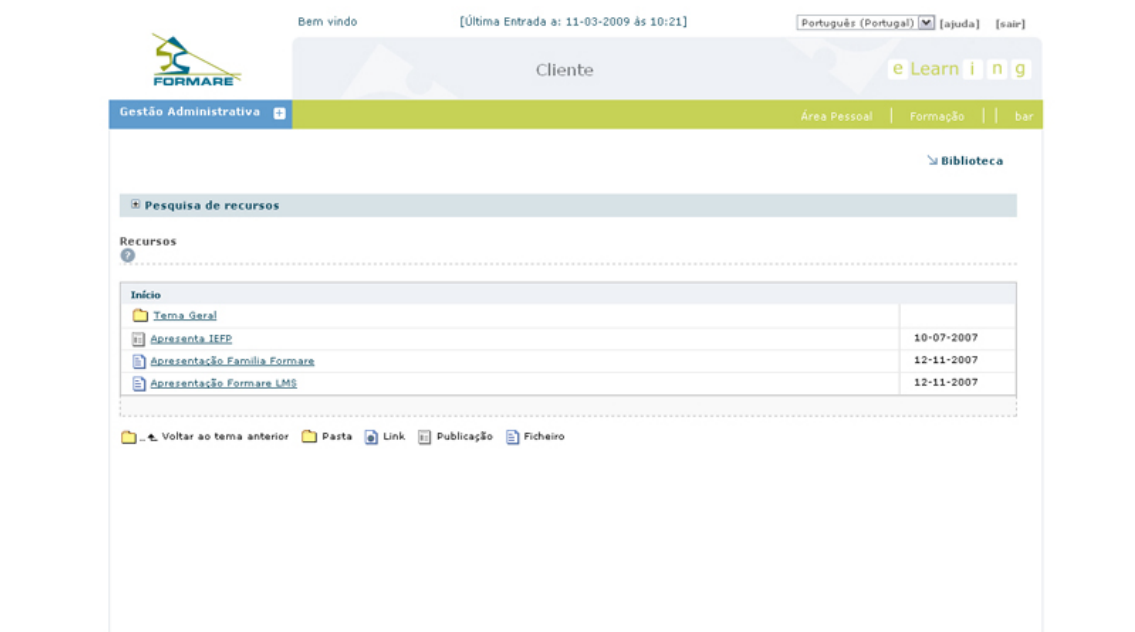 Bem vindo [Última Entrada a: 11-03-2009 às 10:21] Português (Portugal) [ajuda] [sair]
FORMARE
Cliente
e Learn i n g
Gestão Administrativa
Área Pessoal | Formação | | bar
Biblioteca
Pesquisa de recursos
Recursos
Início
Tema Geral
Apresenta IEFP 10-07-2007
Apresentação Familia Formare 12-11-2007
Apresentação Formare LMS 12-11-2007
.. Voltar ao tema anterior Pasta Link Publicação Ficheiro